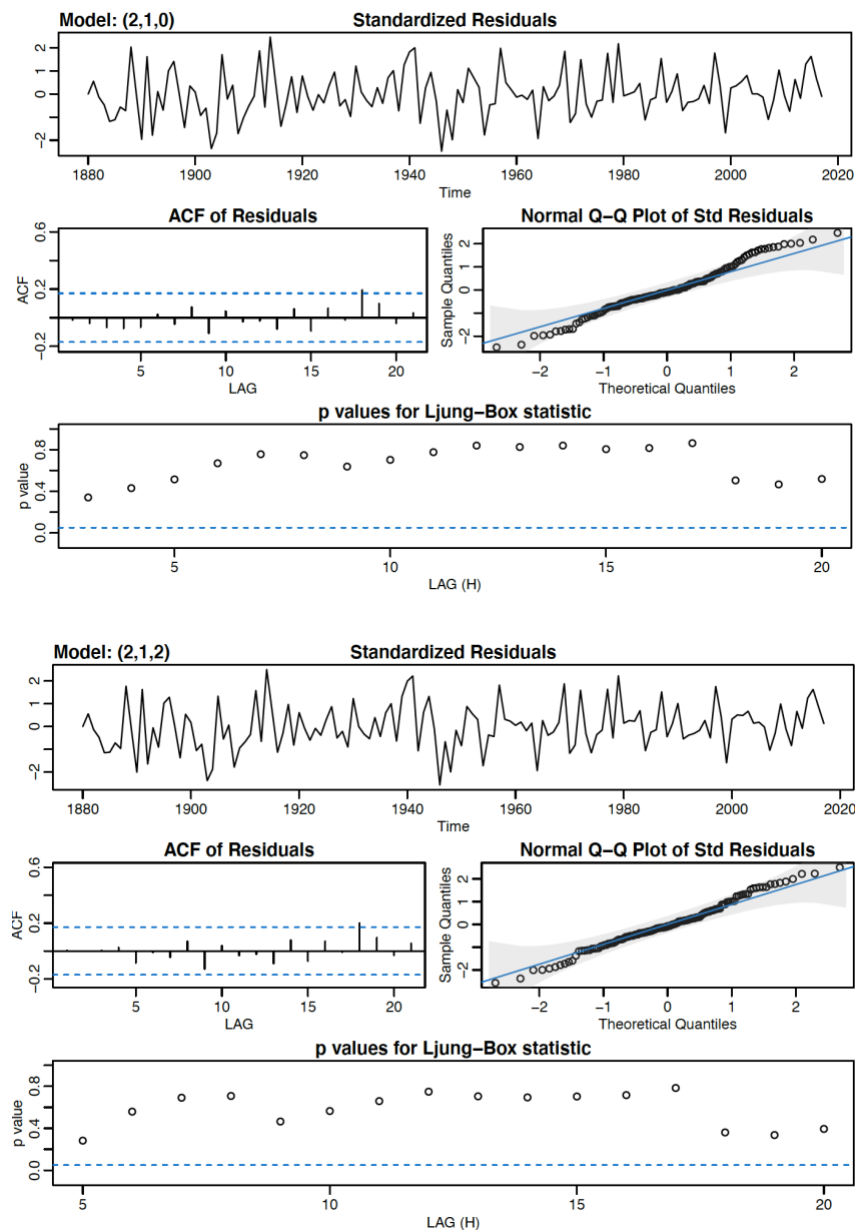 Model: (2,1,0) Standardized Residuals
2
1
0
-2
1880 1900 1920 1940 1960 1980 2000 2020
Time
ACF of Residuals
0.6
ACF
0.2
-0.2
5 10 15 20
LAG
Normal Q-Q Plot of Std Residuals
Sample Quantiles
2
1
0
-2
-2 -1 0 1 2
Theoretical Quantiles
p values for Ljung-Box statistic
p value
0.8
0.4
0.0
5 10 15 20
LAG (H)
Model: (2,1,2) Standardized Residuals
2
1
0
-2
1880 1900 1920 1940 1960 1980 2000 2020
Time
ACF of Residuals
0.6
ACF
0.2
-0.2
5 10 15 20
LAG
Normal Q-Q Plot of Std Residuals
Sample Quantiles
2
1
0
-2
-2 -1 0 1 2
Theoretical Quantiles
p values for Ljung-Box statistic
p value
0.8
0.4
0.0
5 10 15 20
LAG (H)